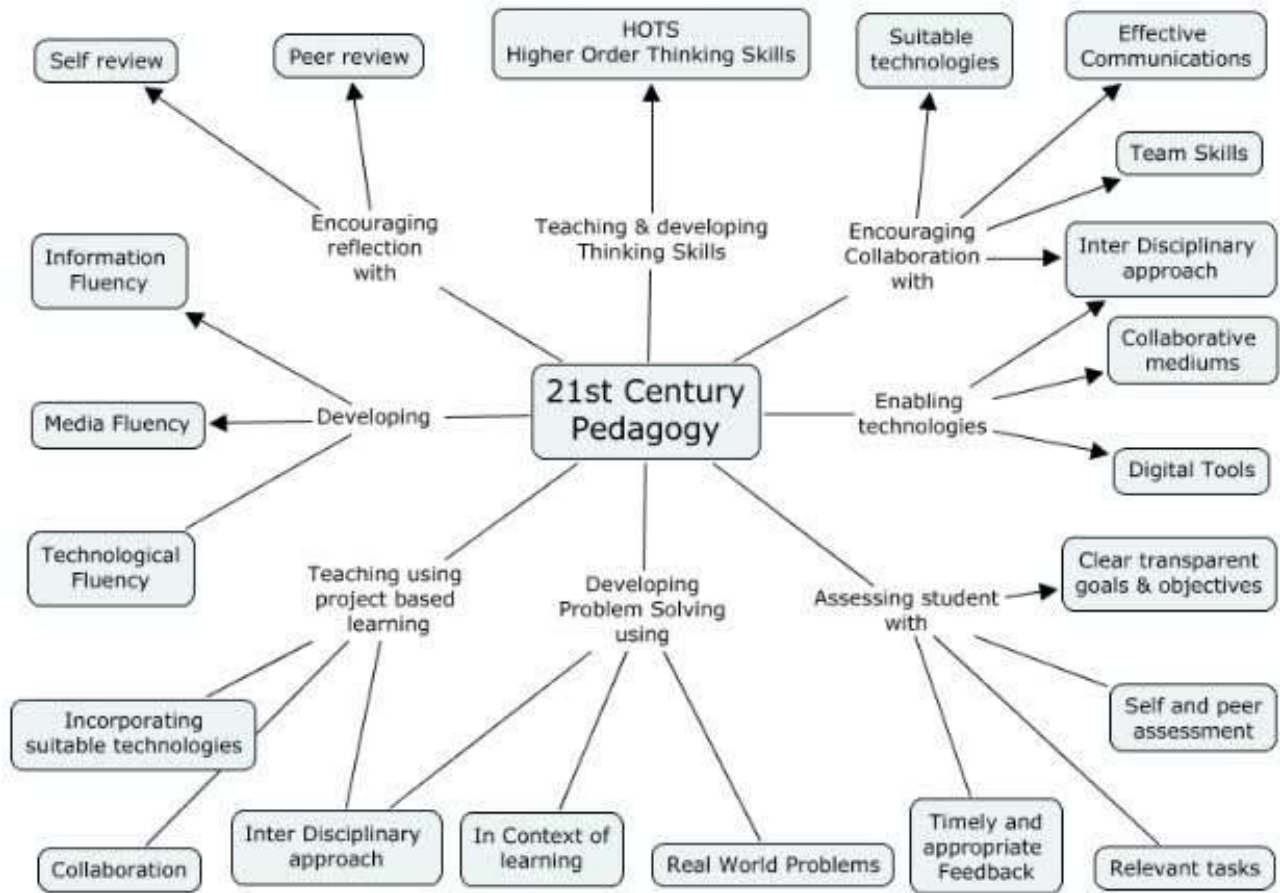 Self review
Peer review
HOTS
Higher Order Thinking Skills
Suitable
technologies
Effective
Communications
Team Skills
Encouraging
reflection
with
Teaching & developing
Thinking Skills
Encouraging
Collaboration
with
Inter Disciplinary
approach
Information
Fluency
Collaborative
mediums
21st Century
Pedagogy
Media Fluency
Developing
Enabling
technologies
Digital Tools
Technological
Fluency
Teaching using
project based
learning
Developing
Problem Solving
using
Assessing student
with
Clear transparent
goals & objectives
Incorporating
suitable technologies
Self and peer
assessment
Collaboration
Inter Disciplinary
approach
In Context of
learning
Real World Problems
Timely and
appropriate
Feedback
Relevant tasks